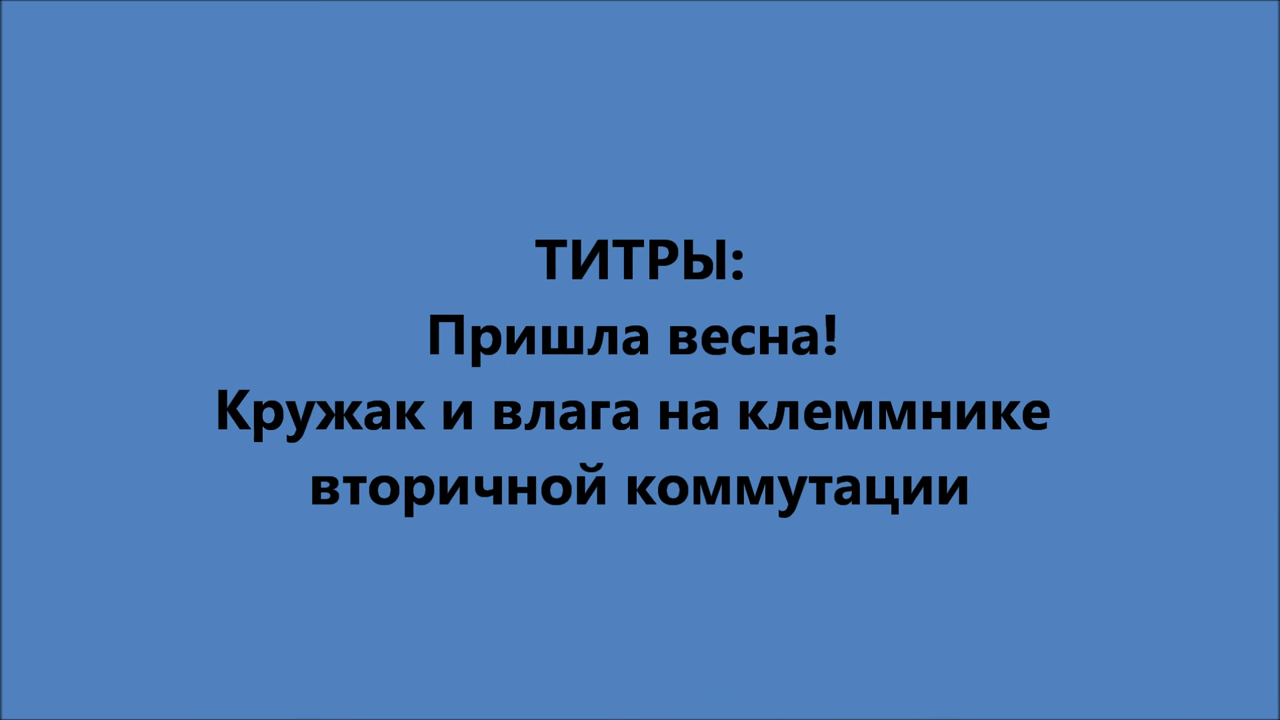 ТИТРЫ:
Пришла весна!
Кружак и влага на клеммнике
вторичной коммутации